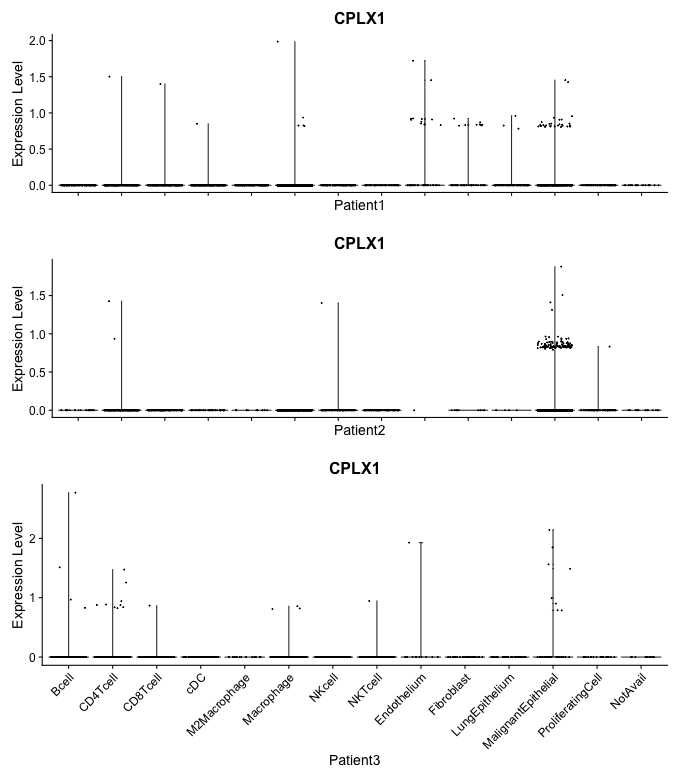 CPLX1
Expression Level
2.0
1.5
1.0
0.5
0.0
Patient1
CPLX1
Expression Level
1.5
1.0
0.5
0.0
Patient2
CPLX1
Expression Level
2
1
0
Bcell
CD4Tcell
CD8Tcell
cDC
M2Macrophage
Macrophage
NKcell
NKTcell
Endothelium
Fibroblast
LungEpithelium
MalignantEpithelial
ProliferatingCell
NotAvail
Patient3